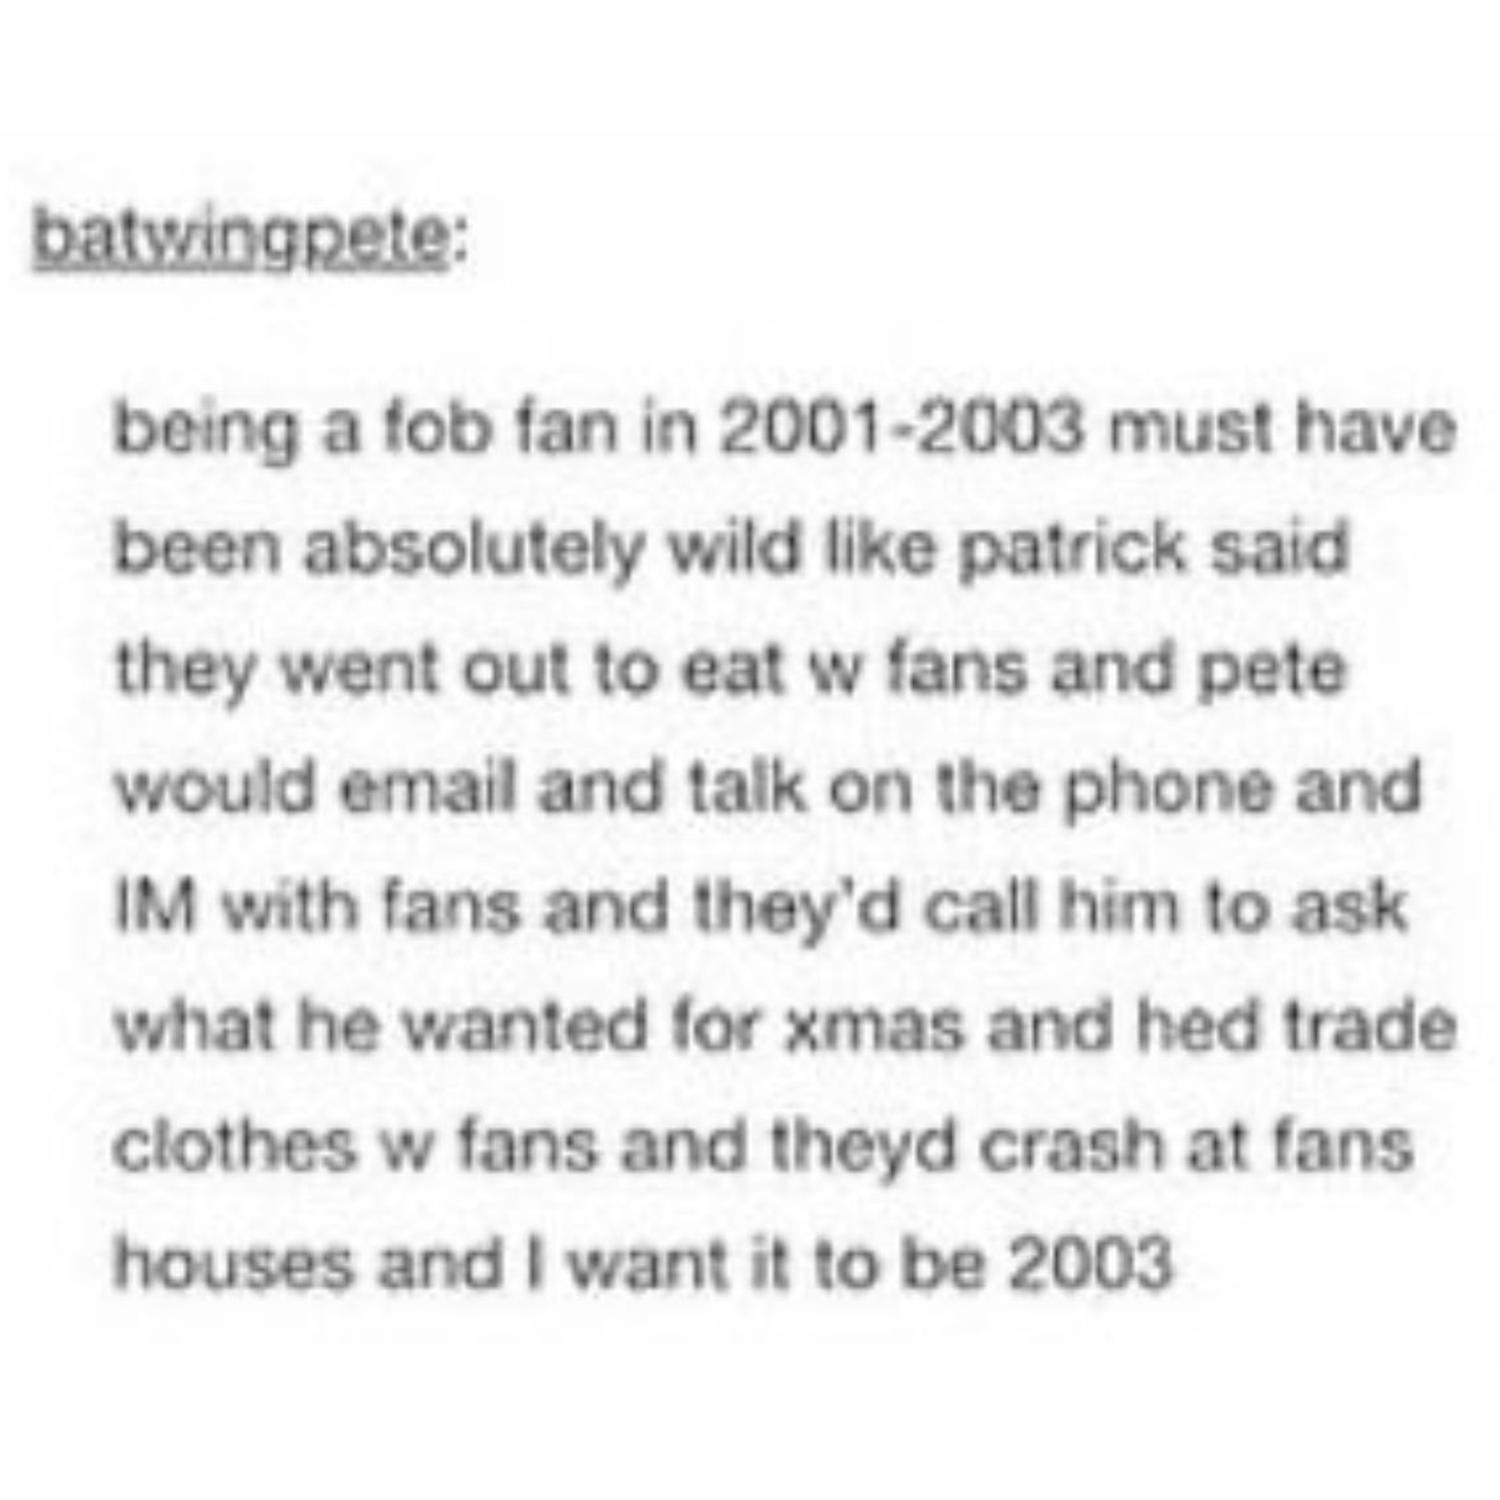 batwingpete:
being a fob fan in 2001-2003 must have
been absolutely wild like patrick said
they went out to eat w fans and pete
would email and talk on the phone and
IM with fans and they'd call him to ask
what he wanted for xmas and hed trade
clothes w fans and theyd crash at fans
houses and I want it to be 2003